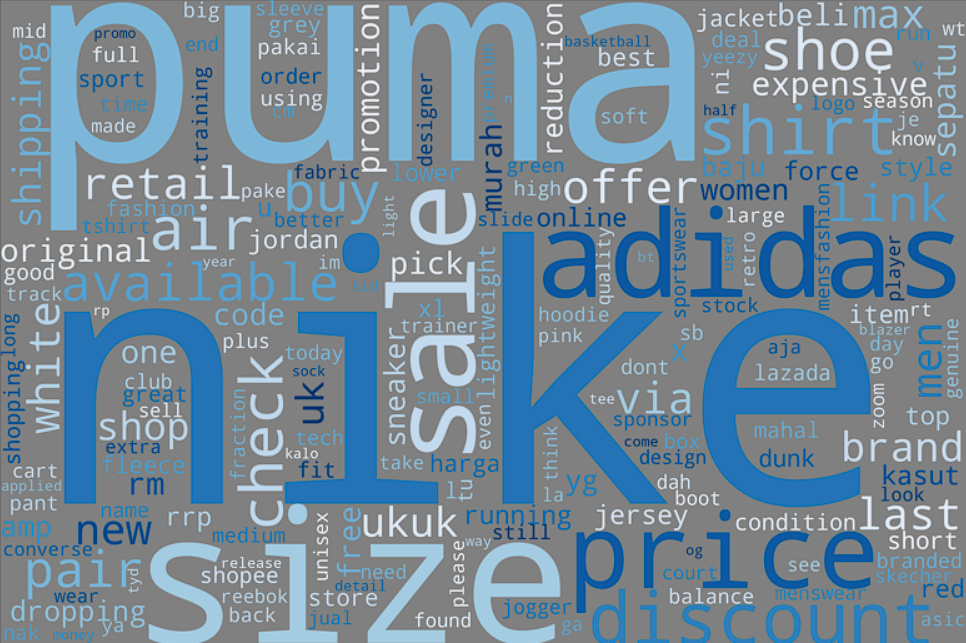 puma
nike
sale
size
adidas
price
discount
shoe
shirt
mid
promo
full
sport
time
made
big
sleeve
grey
end
pakai
order
using
cm
training
shipping
promotion
designer
premium
n
basketball
reduction
best
soft
jacket
beli
max
deal
yeezy
run
wt
v
ni
expensive
half
logo
season
je
know
sepatu
retail
pake
fabric
buy
lower
murah
green
high
offer
baju
force
style
women
link
fashion
tshirt
u
better
air
jordan
light
slide
online
large
retro
used
mensfashion
player
original
good
available
year
im
kid
pick
lightweight
quality
bt
sportswear
stock
track
rp
code
plus
xl
trainer
small
even
hoodie
pink
sb
x
item
rt
blazer
day
go
genuine
long
shopping
white
one
club
great
sell
shop
extra
fleece
rm
check
fraction
today
sock
uk
tech
kalo
fit
sneaker
take
harga
tee
dont
via
sponsor
aja
lazada
zoom
men
top
come
box
design
mahal
dunk
brand
kasut
look
cart
applied
pant
amp
name
new
rrp
medium
lt
u
think
la
yg
dah
boot
jersey
condition
last
short
converse
pair
tyd
wear
dropping
nak
money
ya
release
shopee
reebok
back
unisex
free
need
detail
store
jual
ukuk
way
please
found
running
still
jogger
ga
og
court
balance
see
menswear
branded
skecher
red
asic